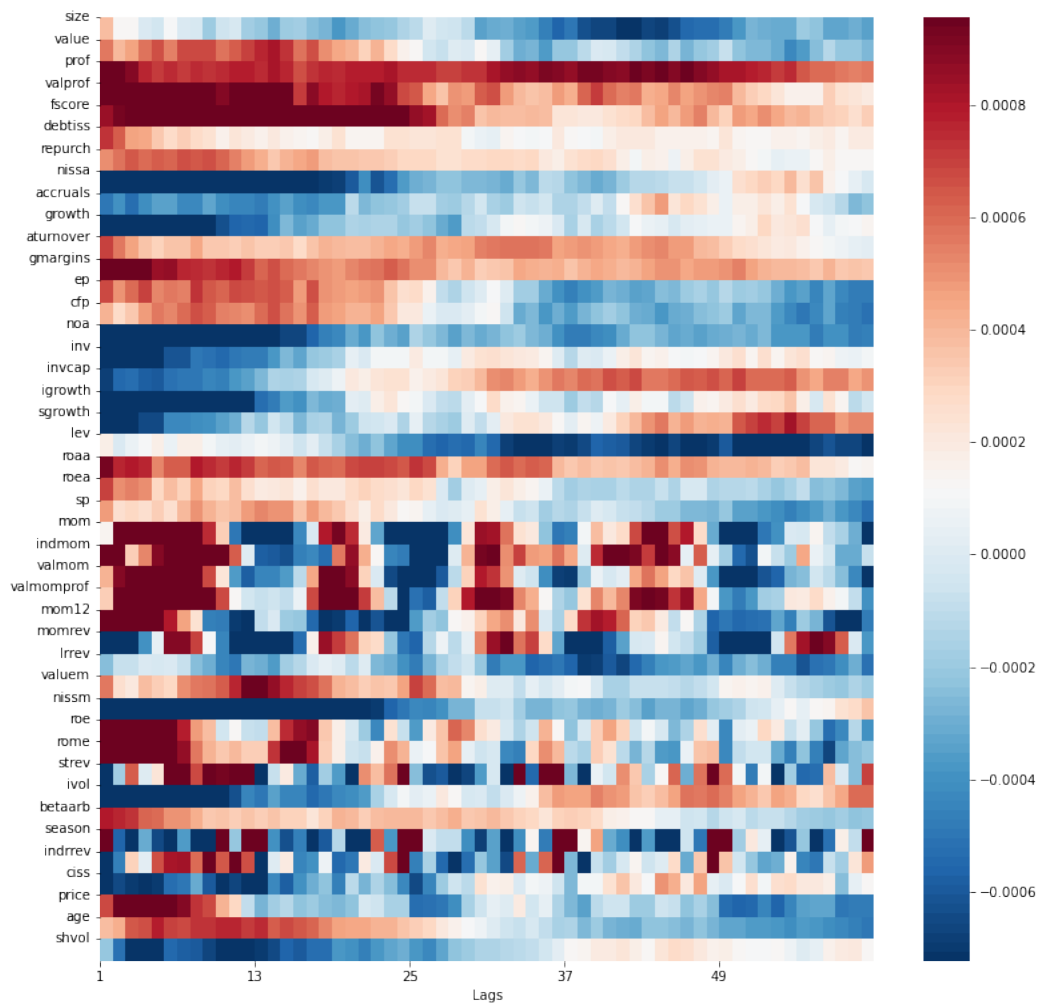 size
value
prof
valprof
fscore
debtiss
repurch
nissa
accruals
growth
aturnover
gmargins
ep
cfp
noa
inv
invcap
igrowth
sgrowth
lev
roaa
roea
sp
mom
indmom
valmom
valmomprof
mom12
momrev
lrrev
valuem
nissm
roe
rome
strev
ivol
betaarb
season
indrrev
ciss
price
age
shvol
1 13 25 37 49
Lags
0.0008
0.0006
0.0004
0.0002
0.0000
−0.0002
−0.0004
−0.0006